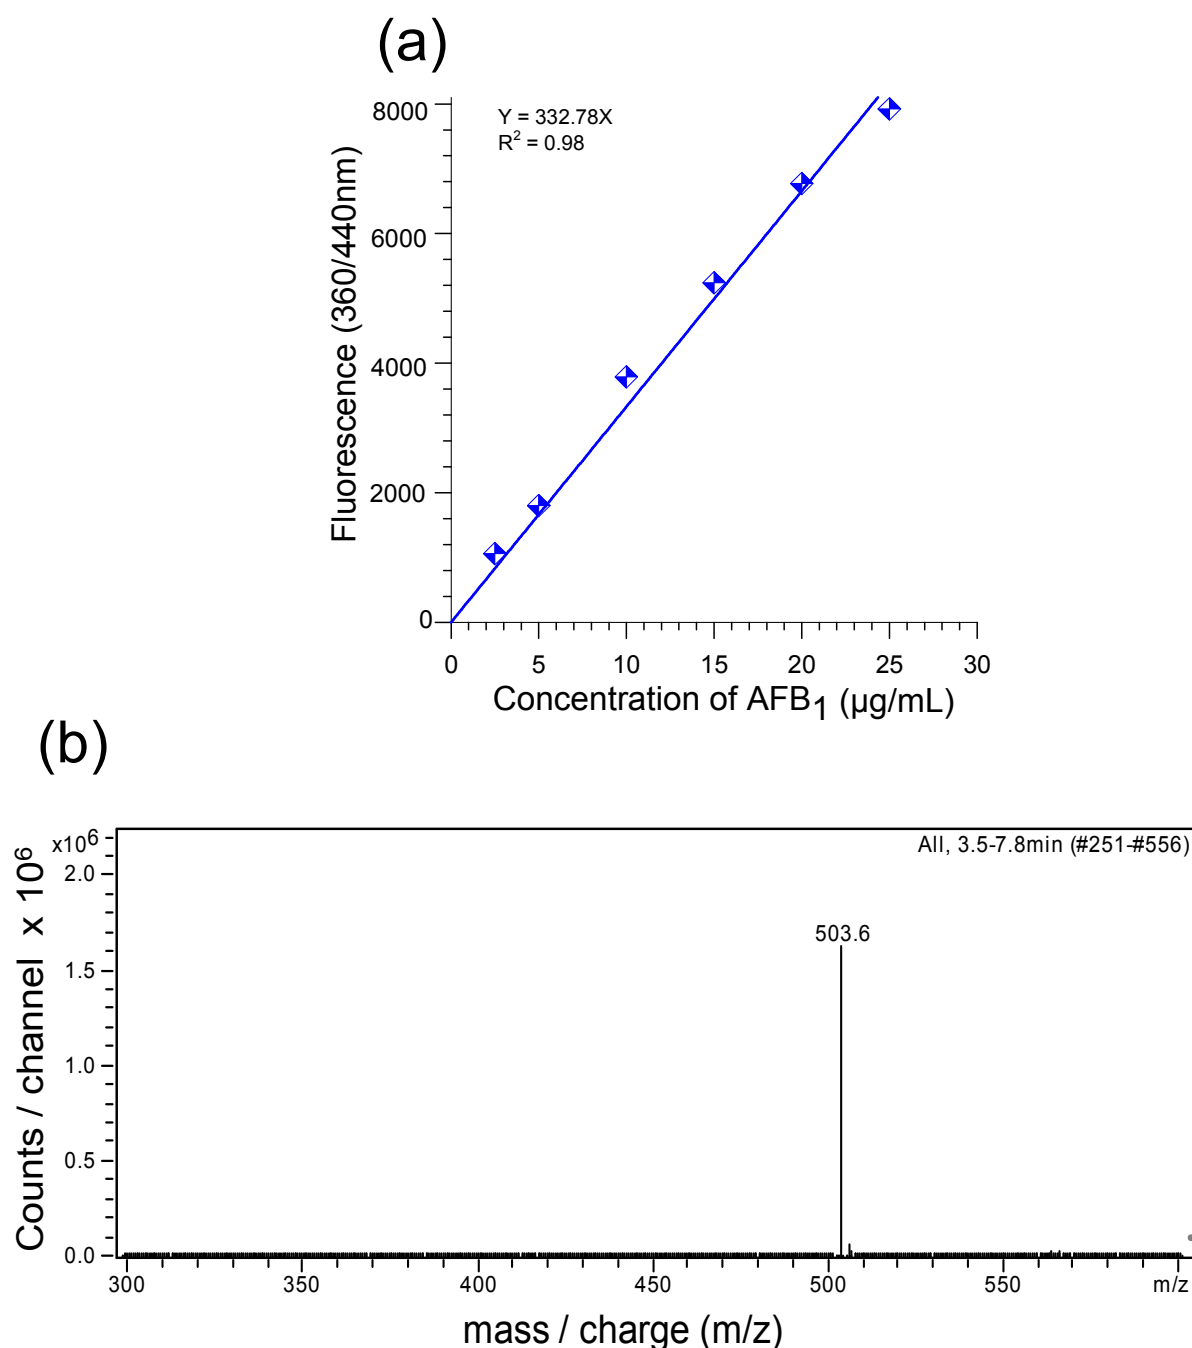 (a)
Y = 332.78X
R² = 0.98
8000
6000
4000
2000
0
Fluorescence (360/440nm)
0 5 10 15 20 25 30
Concentration of AFB₁ (µg/mL)
(b)
x10⁶
All, 3.5-7.8min (#251-#556)
2.0
503.6
1.5
1.0
0.5
0.0
Counts / channel x 10⁶
300 350 400 450 500 550 m/z
mass / charge (m/z)